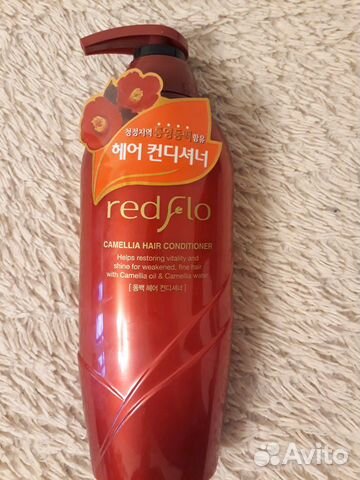 청정지역 통영동백 함유
헤어 컨디셔너
redflo
CAMELLIA HAIR CONDITIONER
Helps restoring vitality and
shine for weakened, fine hair
with Camellia oil & Camellia water
[ 동백 헤어 컨디셔너 ]
Avito